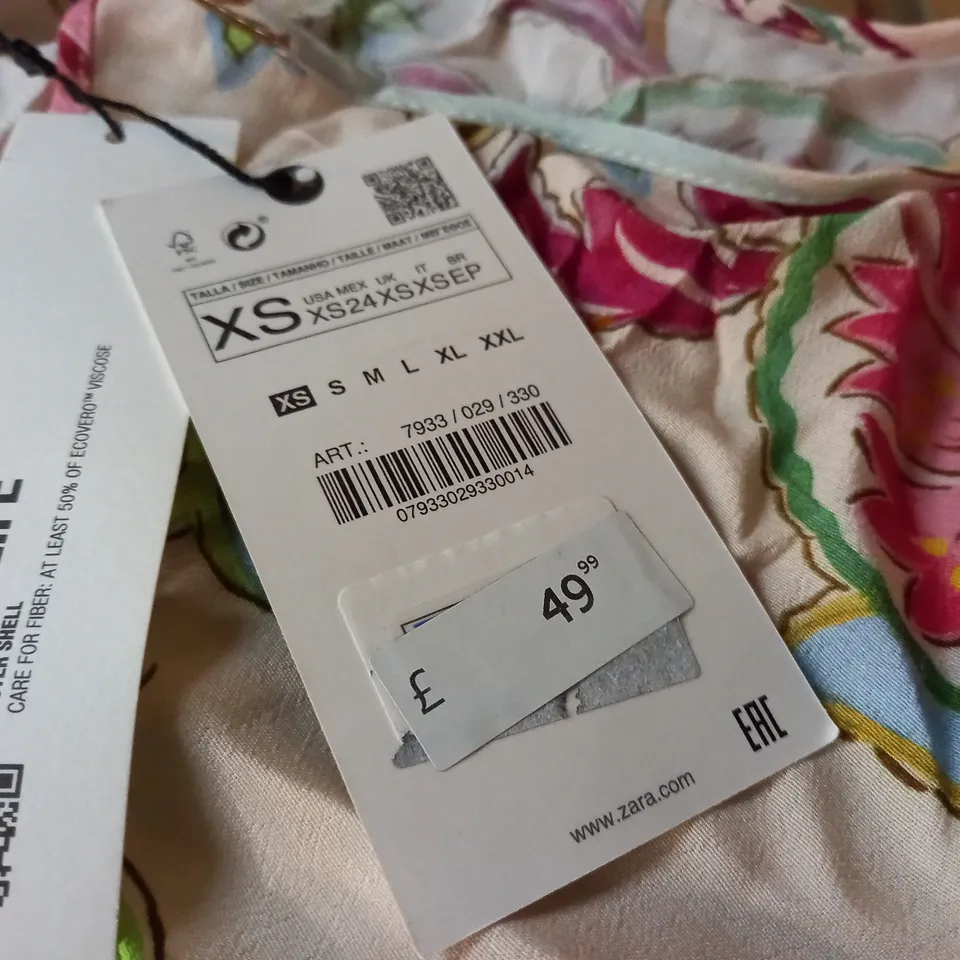 TALLA / SIZE / TAMANHO / TAILLE / MAAT /
XS
USA MEX UK IT BR
XS 24 XS XS EP
XS S M L XL XXL
ART.: 7933 / 029 / 330
07933029330014
£ 49.99
EAC
www.zara.com
CARE FOR FIBER: AT LEAST 50% OF ECOVERO™ VISCOSE
SHELL